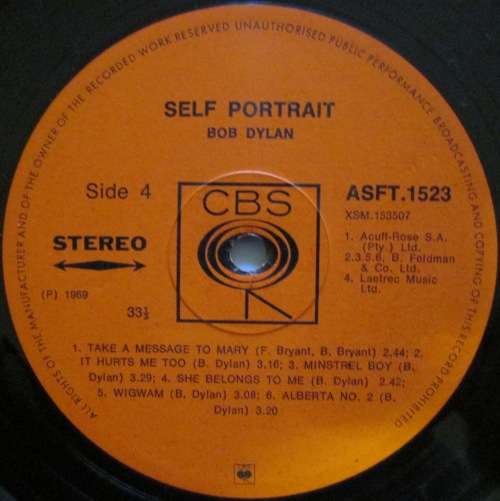 ALL RIGHTS OF THE MANUFACTURER AND OF THE OWNER OF THE RECORDED WORK RESERVED UNAUTHORISED PUBLIC PERFORMANCE BROADCASTING AND COPYING OF THIS RECORD PROHIBITED
SELF PORTRAIT
BOB DYLAN
Side 4
CBS
ASFT.1523
XSM.153507
STEREO
1. Acuff-Rose S.A.
(Pty.) Ltd.
2.3 5.6, B. Feldman
& Co. Ltd.
4. Laetrec Music
Ltd.
(P) 1969
33⅓
1. TAKE A MESSAGE TO MARY (F. Bryant, B. Bryant) 2.44; 2.
IT HURTS ME TOO (B. Dylan) 3.16; 3. MINSTREL BOY (B.
Dylan) 3.29; 4. SHE BELONGS TO ME (B. Dylan) 2.42;
5. WIGWAM (B. Dylan) 3.08; 6. ALBERTA NO. 2 (B.
Dylan) 3.20